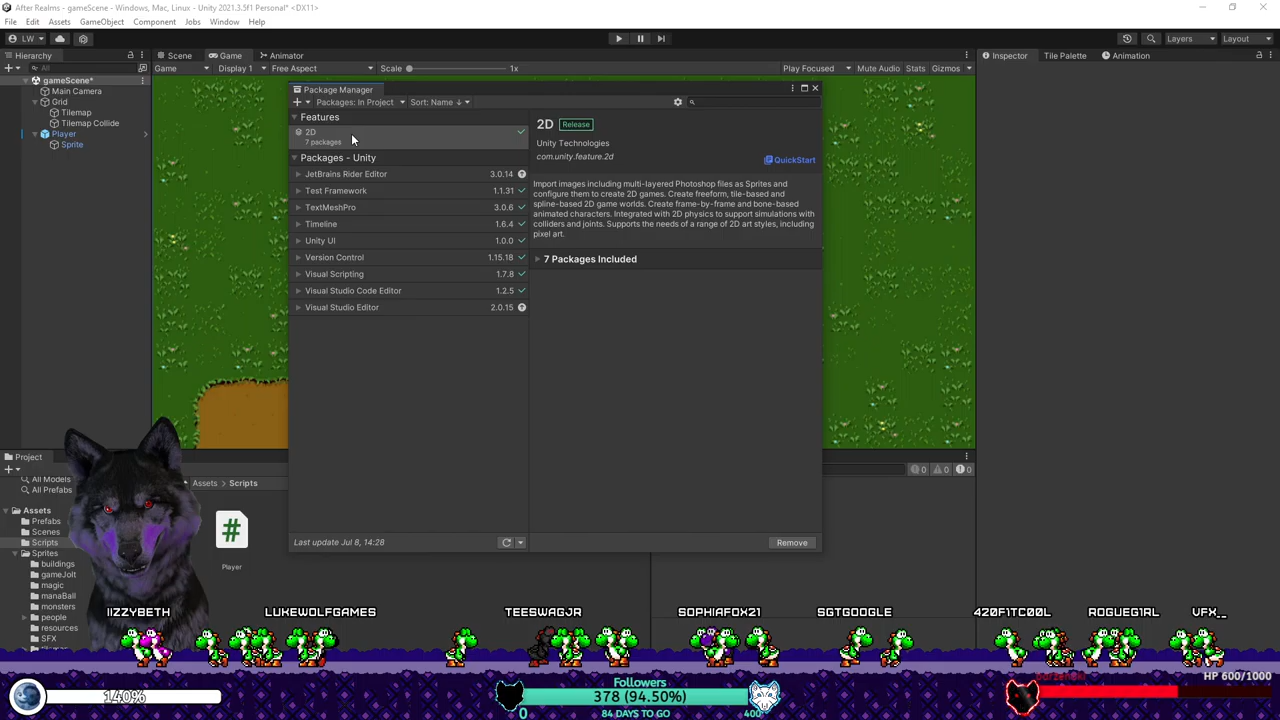 After Realms - gameScene - Windows, Mac, Linux - Unity 2021.3.5f1 Personal* <DX11>
File Edit Assets GameObject Component Jobs Window Help
LW
Layers Layout
Hierarchy
Scene Game Animator
Inspector Tile Palette Animation
All
Game Display 1 Free Aspect Scale 1x Play Focused Mute Audio Stats Gizmos
gameScene*
Main Camera
Grid
Tilemap
Tilemap Collide
Player
Sprite
Package Manager
Packages: In Project Sort: Name ↓
Features
2D
7 packages
Packages - Unity
JetBrains Rider Editor 3.0.14
Test Framework 1.1.31
TextMeshPro 3.0.6
Timeline 1.6.4
Unity UI 1.0.0
Version Control 1.15.18
Visual Scripting 1.7.8
Visual Studio Code Editor 1.2.5
Visual Studio Editor 2.0.15
Last update Jul 8, 14:28
2D Release
Unity Technologies
com.unity.feature.2d
QuickStart
Import images including multi-layered Photoshop files as Sprites and
configure them to create 2D games. Create freeform, tile-based and
spline-based 2D game worlds. Create frame-by-frame and bone-based
animated characters. Integrated with 2D physics to support simulations with
colliders and joints. Supports the needs of a range of 2D art styles, including
pixel art.
7 Packages Included
Remove
Project
0 0 0
All Models
All Prefabs
Assets Scripts
Assets
Prefabs
Scenes
Scripts
Sprites
buildings
gameJolt
magic
manaBall
monsters
people
resources
SFX
#
Player
IIZZYBETH LUKEWOLFGAMES TEESWAGJR SOPHIAFOX21 SGTGOOGLE 420F1TC00L ROGUEG1RL VFX__
140%
Followers
378 (94.50%)
0 84 DAYS TO GO 400
HP 600/1000